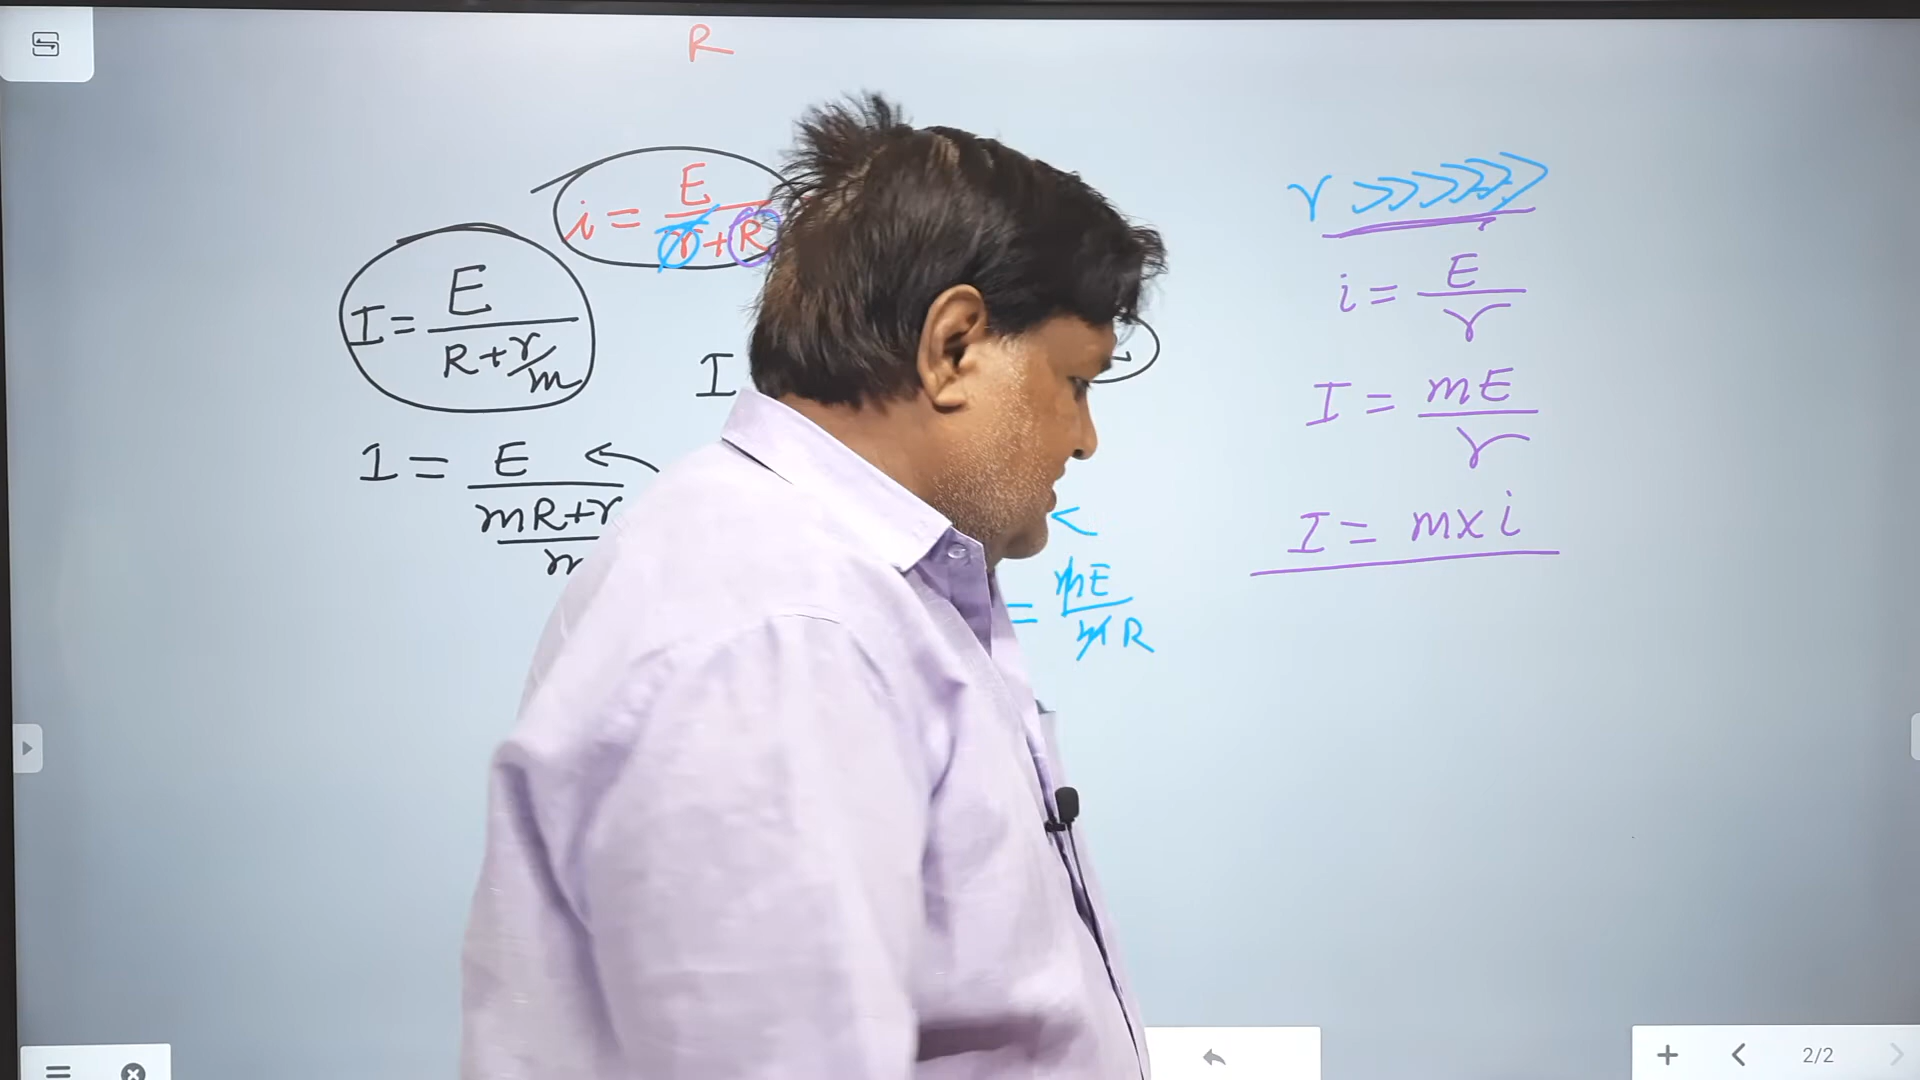 R
i = E / r + R
I = E / R + r/m
I
I = E / mR + r / m
<
= mE / mR
r >>>>>>
i = E / r
I = mE / r
I = m x i
2/2